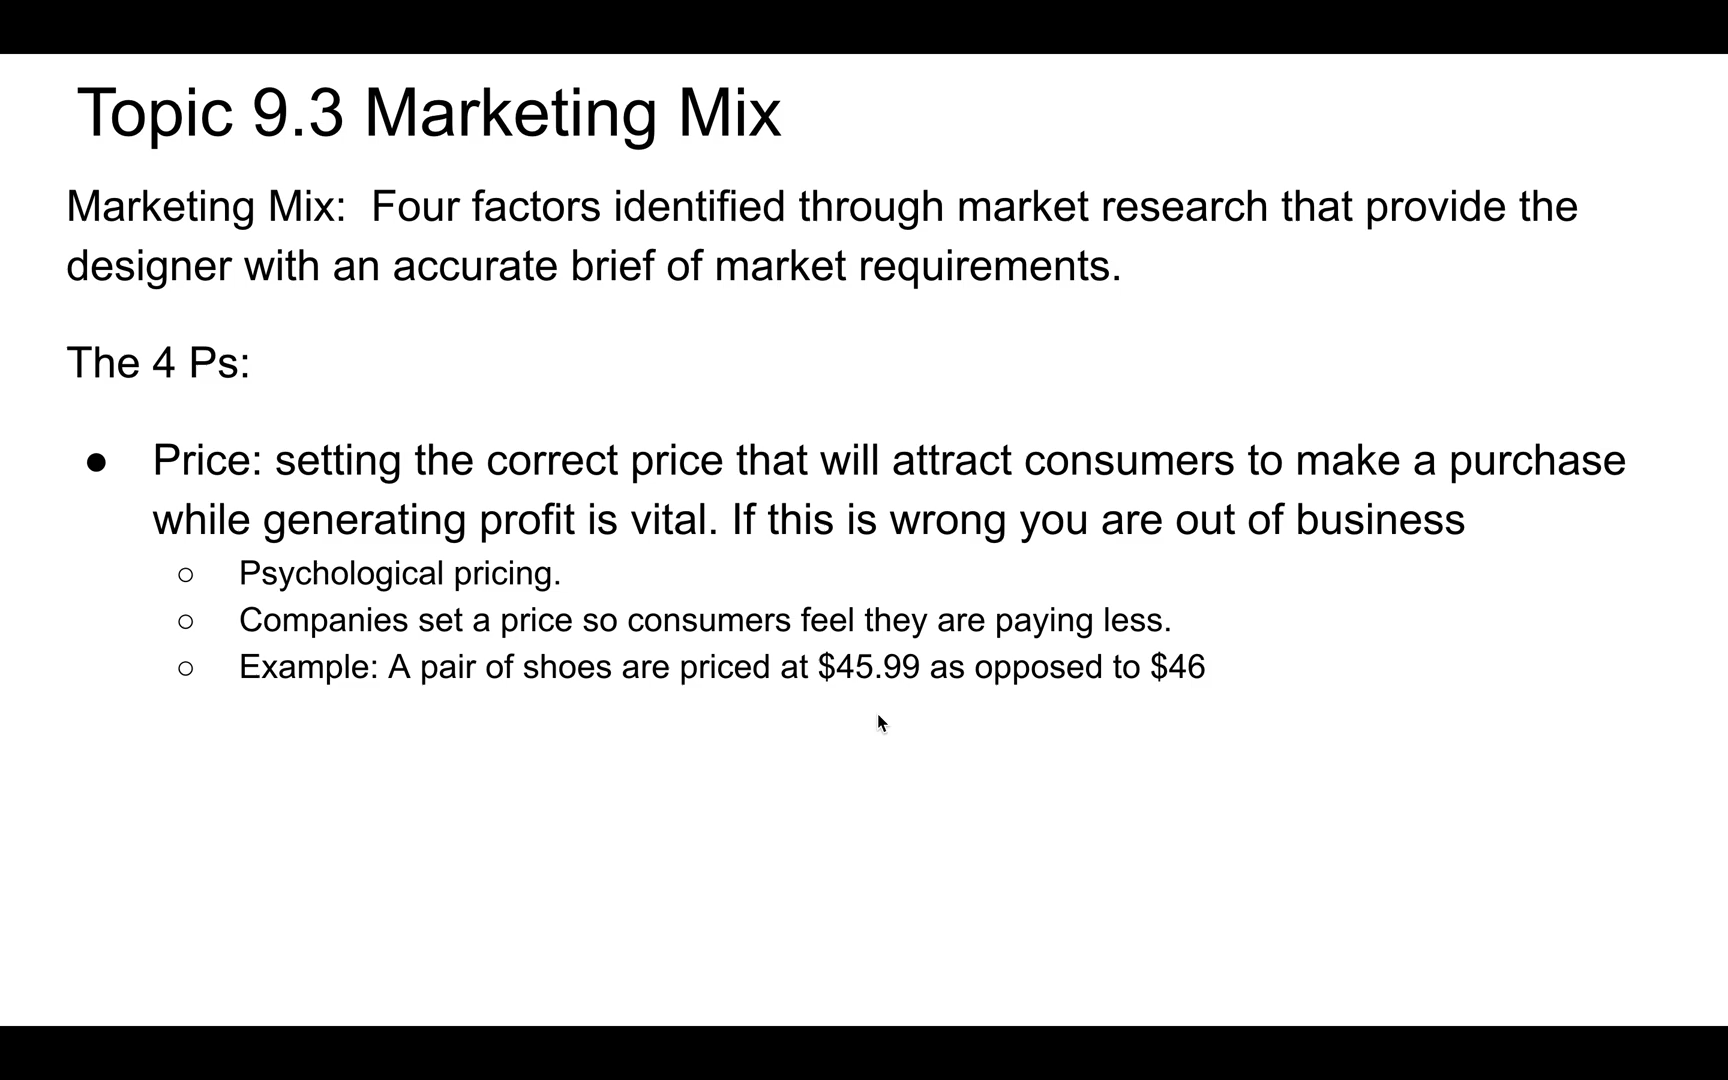 Topic 9.3 Marketing Mix
Marketing Mix:  Four factors identified through market research that provide the
designer with an accurate brief of market requirements.
The 4 Ps:
● Price: setting the correct price that will attract consumers to make a purchase
while generating profit is vital. If this is wrong you are out of business
○ Psychological pricing.
○ Companies set a price so consumers feel they are paying less.
○ Example: A pair of shoes are priced at $45.99 as opposed to $46